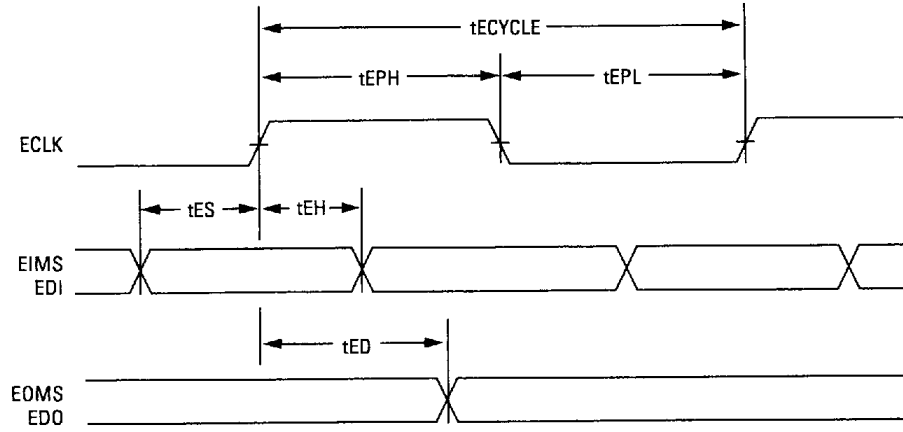 tECYCLE
tEPH
tEPL
ECLK
tES
tEH
EIMS
EDI
tED
EOMS
EDO